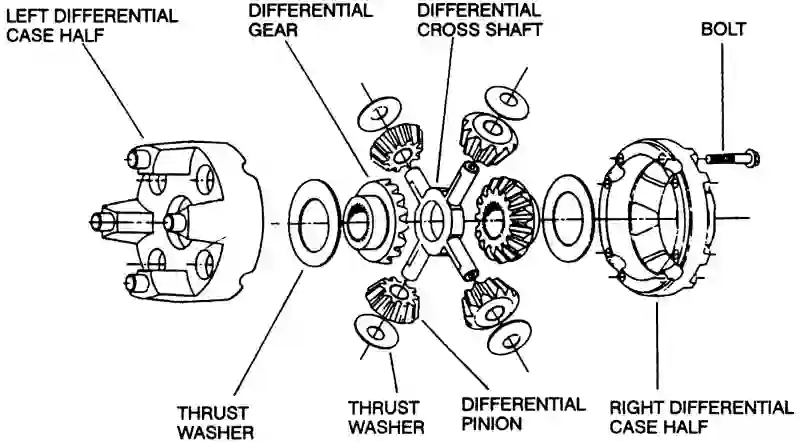 LEFT DIFFERENTIAL
CASE HALF
DIFFERENTIAL
GEAR
DIFFERENTIAL
CROSS SHAFT
BOLT
THRUST
WASHER
THRUST
WASHER
DIFFERENTIAL
PINION
RIGHT DIFFERENTIAL
CASE HALF